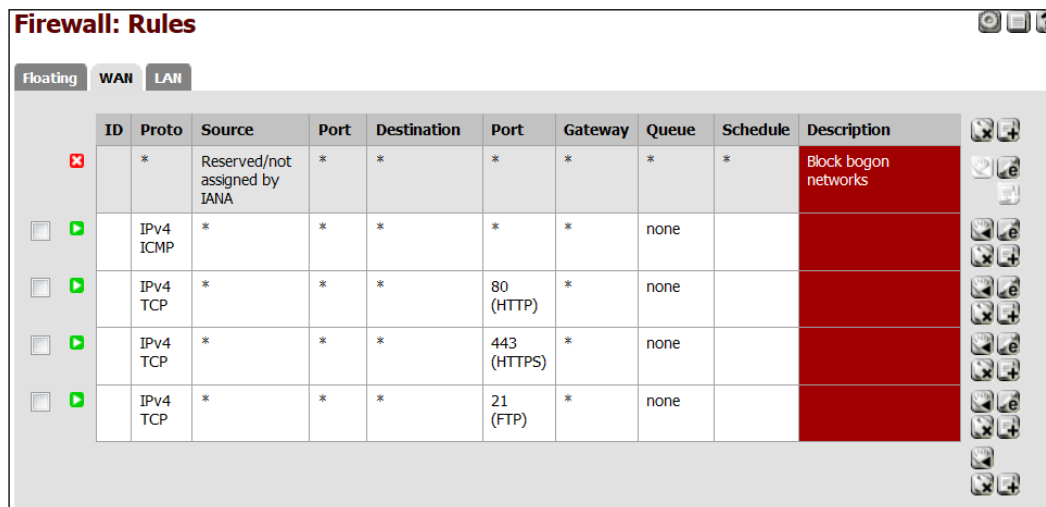 Firewall: Rules
Floating WAN LAN
ID Proto Source Port Destination Port Gateway Queue Schedule Description
* Reserved/not * * * * * * Block bogon
assigned by networks
IANA
IPv4 * * * * * none
ICMP
IPv4 * * * 80 * none
TCP (HTTP)
IPv4 * * * 443 * none
TCP (HTTPS)
IPv4 * * * 21 * none
TCP (FTP)